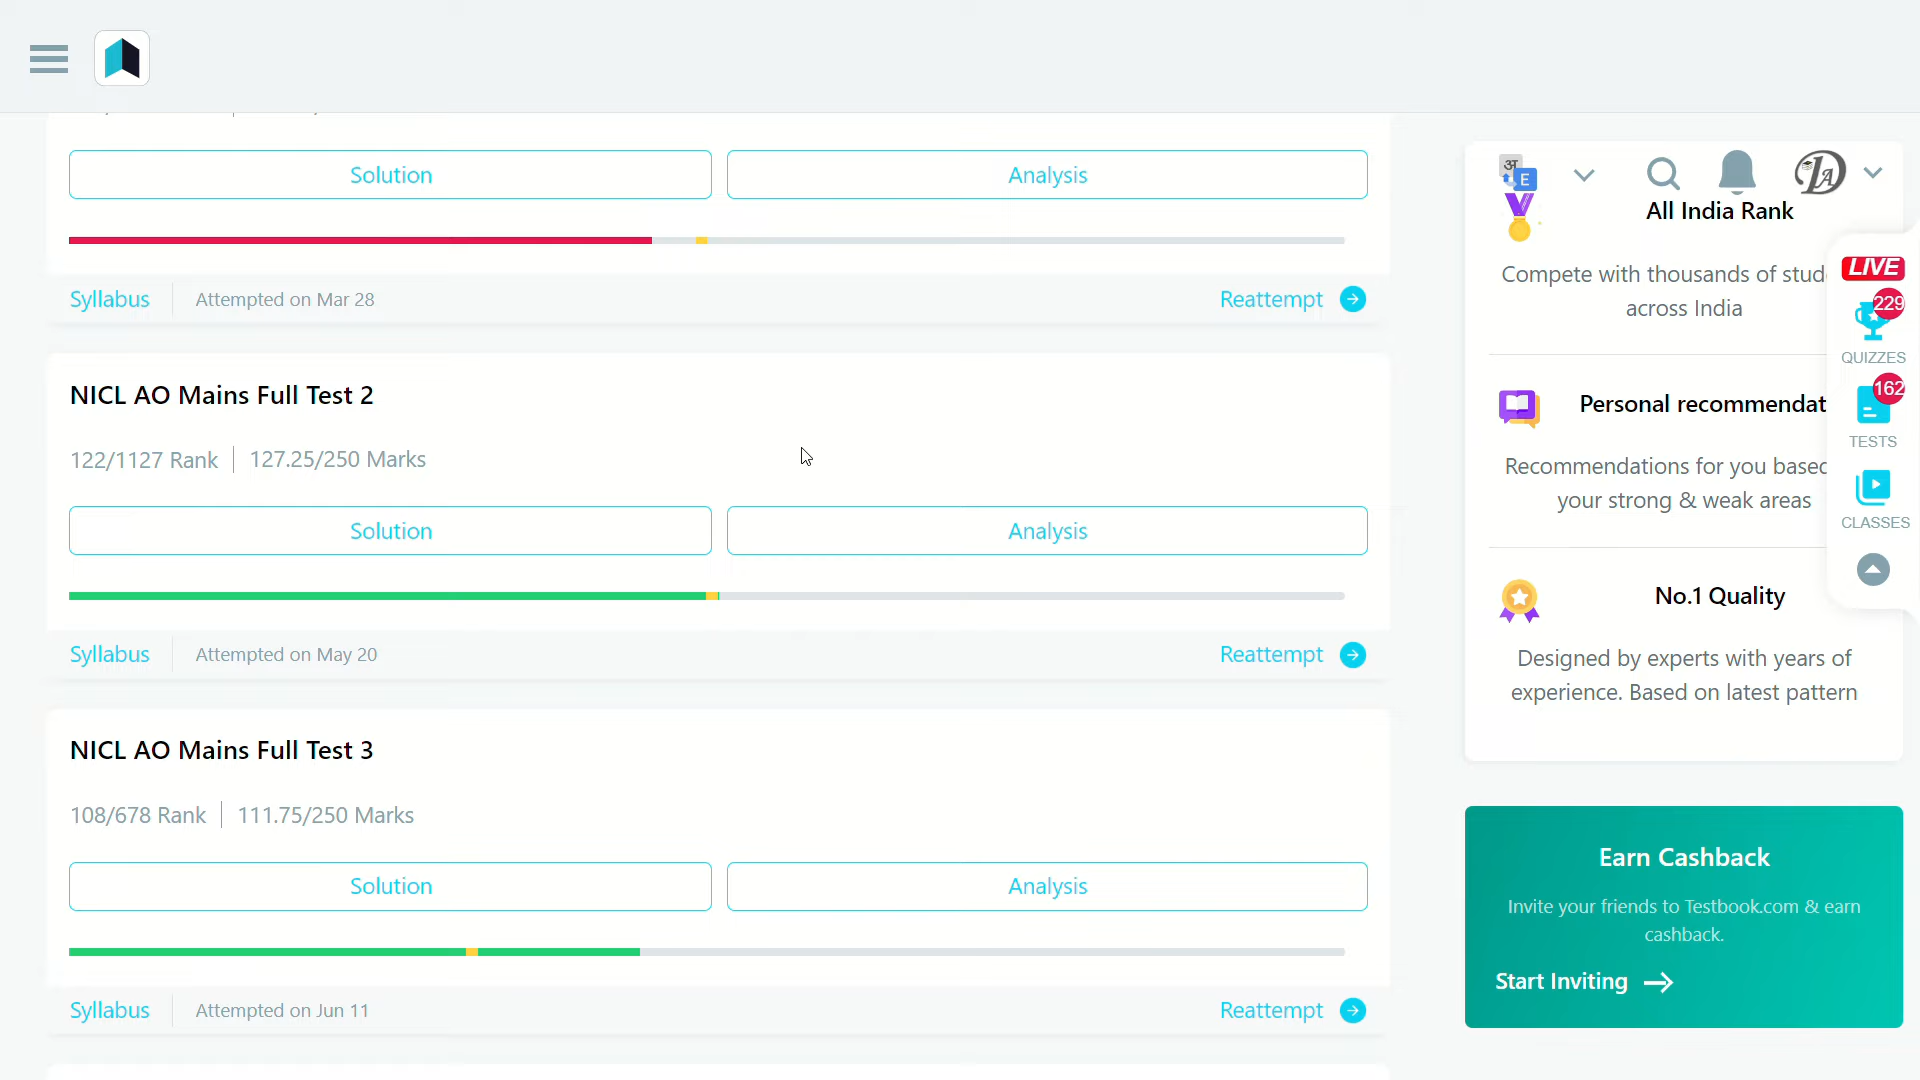 Solution
Analysis
Syllabus
Attempted on Mar 28
Reattempt
NICL AO Mains Full Test 2
122/1127 Rank
127.25/250 Marks
Solution
Analysis
Syllabus
Attempted on May 20
Reattempt
NICL AO Mains Full Test 3
108/678 Rank
111.75/250 Marks
Solution
Analysis
Syllabus
Attempted on Jun 11
Reattempt
अ
E
LA
All India Rank
Compete with thousands of
across India
Personal
Recommendations for you
your strong & weak areas
No.1 Quality
Designed by experts with years of
experience. Based on latest pattern
LIVE
229
QUIZZES
162
TESTS
CLASSES
Earn Cashback
Invite your friends to Testbook.com & earn
cashback.
Start Inviting